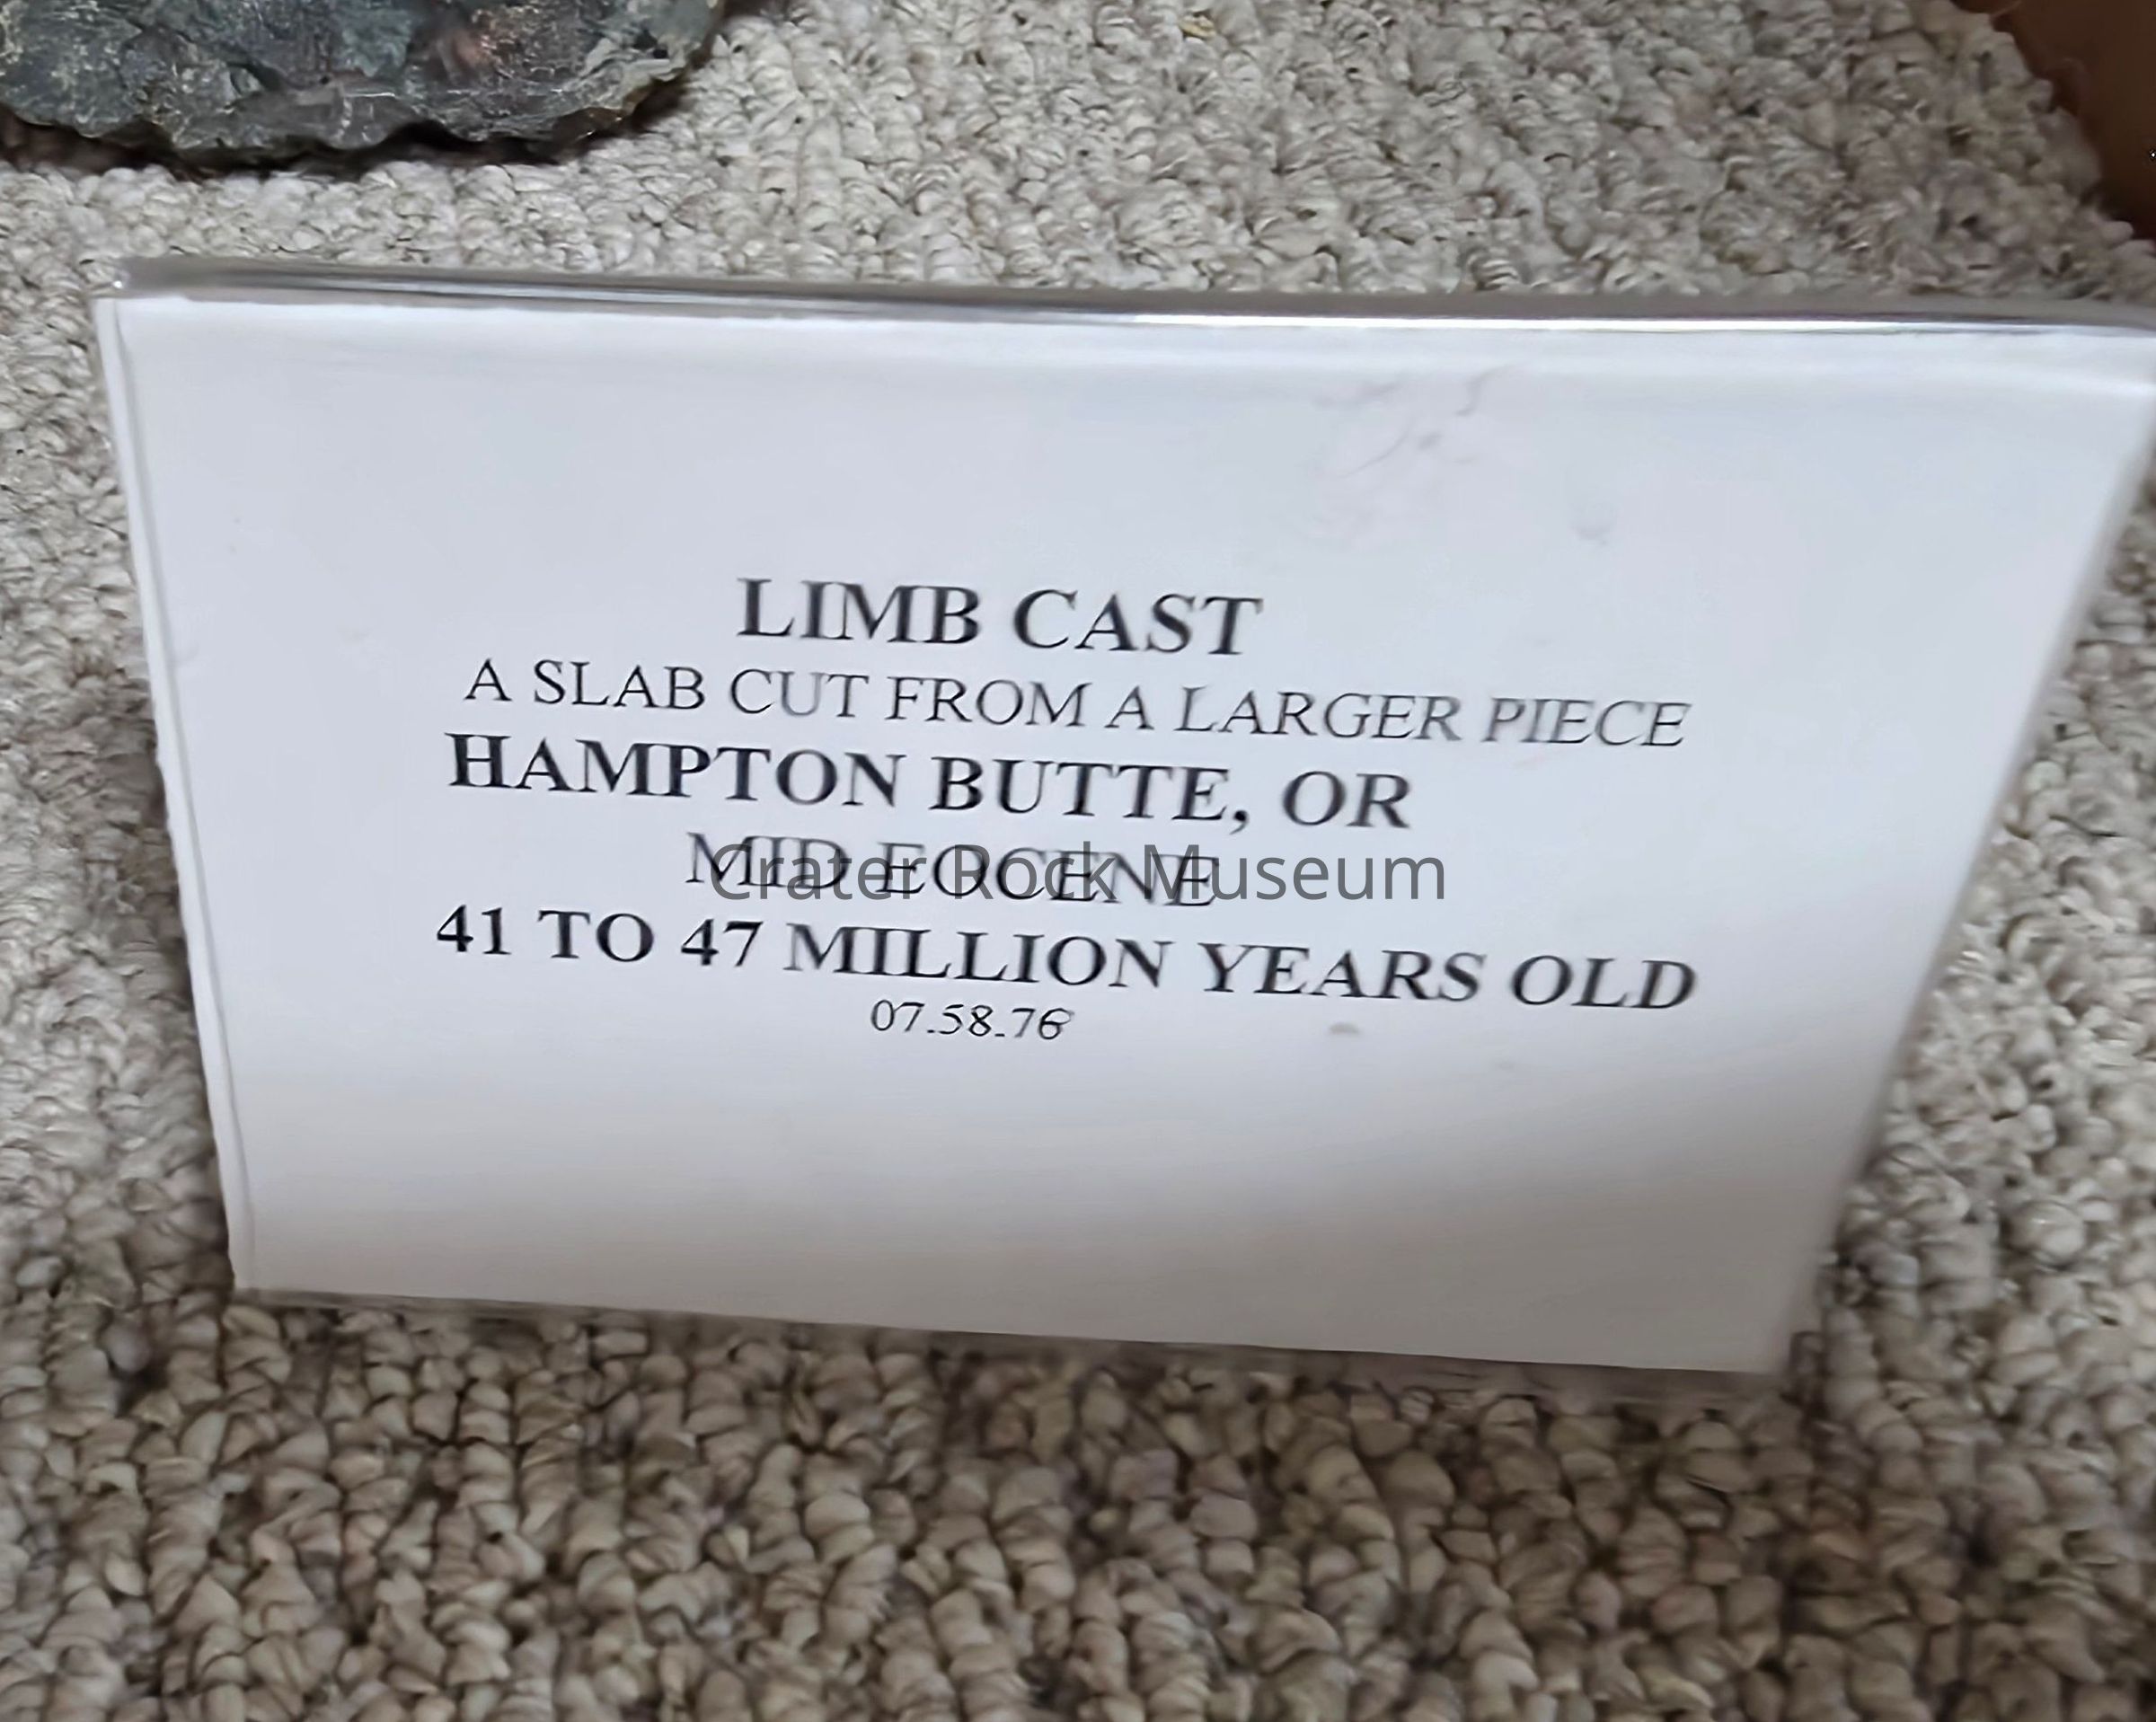 LIMB CAST
A SLAB CUT FROM A LARGER PIECE
HAMPTON BUTTE, OR
MID EOCENE
Crater Rock Museum
41 TO 47 MILLION YEARS OLD
07.58.76